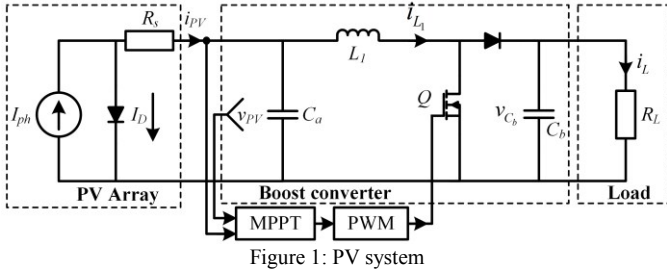 R_s
i_PV
i_L1
L_1
i_L
I_ph
I_D
v_PV
C_a
Q
v_Cb
C_b
R_L
PV Array
Boost converter
Load
MPPT
PWM
Figure 1: PV system